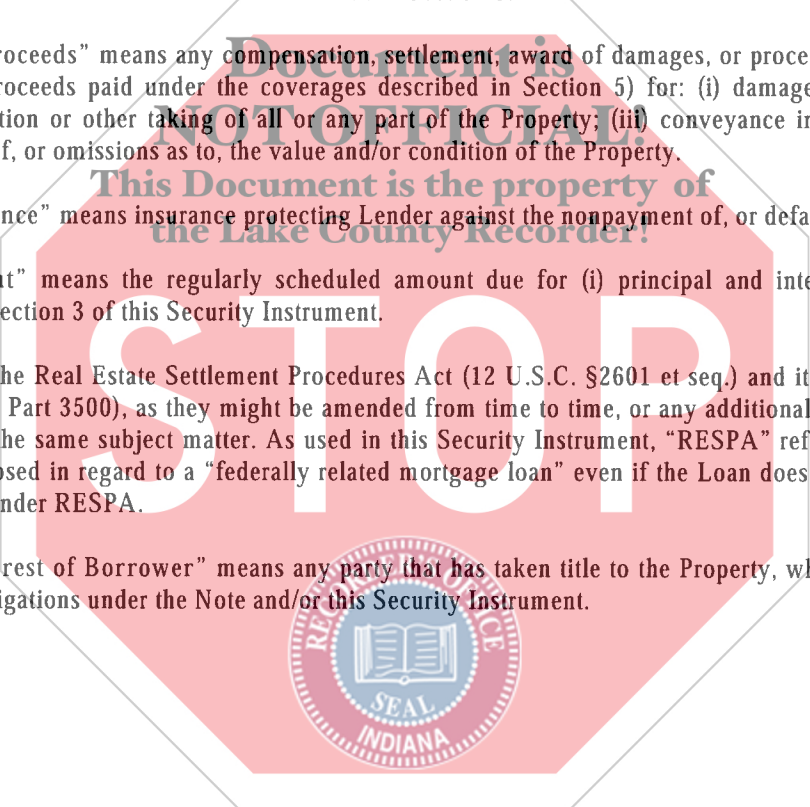 Document is
roceeds” means any compensation, settlement, award of damages, or proce
roceeds paid under the coverages described in Section 5) for: (i) damage
tion or other taking of all or any part of the Property; (iii) conveyance in
NOT OFFICIAL!
f, or omissions as to, the value and/or condition of the Property.
This Document is the property of
nce” means insurance protecting Lender against the nonpayment of, or defa
the Lake County Recorder!
t” means the regularly scheduled amount due for (i) principal and inte
ection 3 of this Security Instrument.
STOP
he Real Estate Settlement Procedures Act (12 U.S.C. §2601 et seq.) and it
Part 3500), as they might be amended from time to time, or any additional
he same subject matter. As used in this Security Instrument, “RESPA” ref
osed in regard to a “federally related mortgage loan” even if the Loan does
nder RESPA.
rest of Borrower” means any party that has taken title to the Property, wh
igations under the Note and/or this Security Instrument.
RECORDER'S OFFICE
SEAL
INDIANA